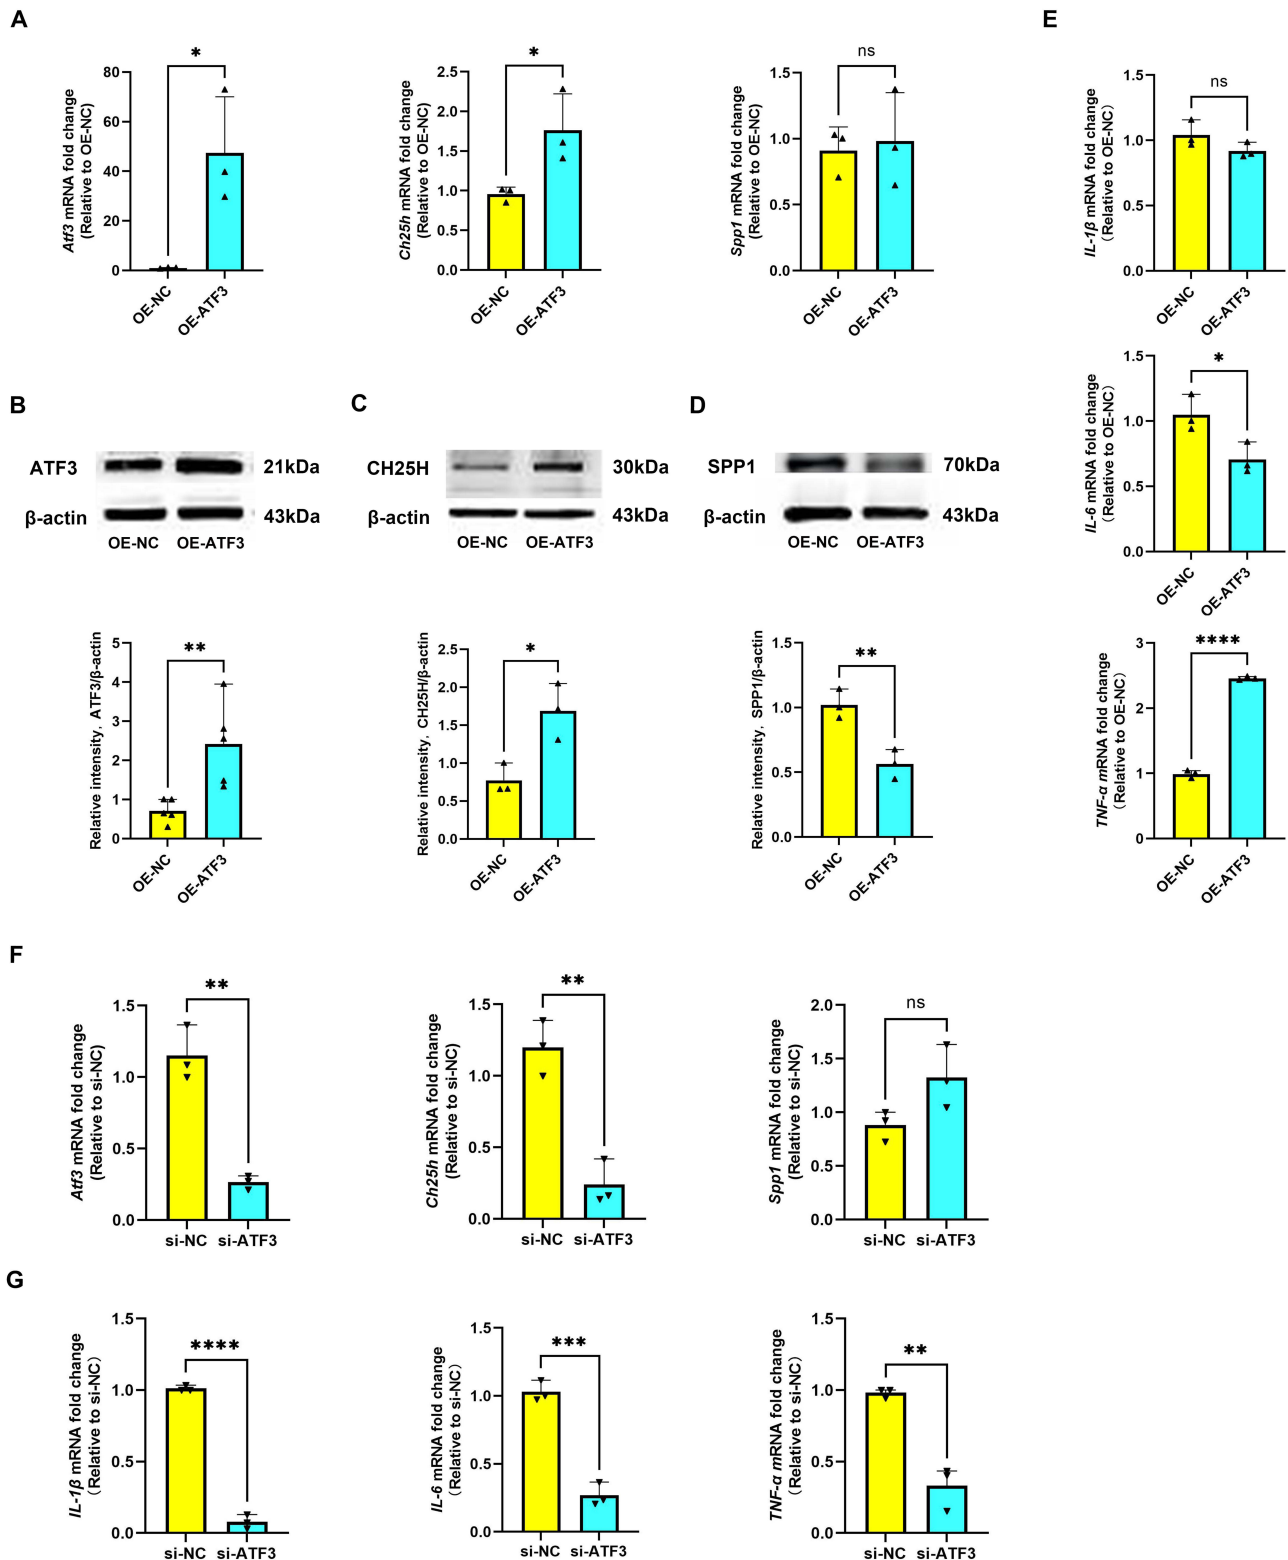 A
Atf3 mRNA fold change
(Relative to OE-NC)
80
60
40
20
0
*
OE-NC
OE-ATF3
Ch25h mRNA fold change
(Relative to OE-NC)
2.5
2.0
1.5
1.0
0.5
0.0
*
OE-NC
OE-ATF3
Spp1 mRNA fold change
(Relative to OE-NC)
1.5
1.0
0.5
0.0
ns
OE-NC
OE-ATF3
E
IL-1β mRNA fold change
(Relative to OE-NC)
1.5
1.0
0.5
0.0
ns
OE-NC
OE-ATF3
IL-6 mRNA fold change
(Relative to OE-NC)
1.5
1.0
0.5
0.0
*
OE-NC
OE-ATF3
TNF-α mRNA fold change
(Relative to OE-NC)
3
2
1
0
****
OE-NC
OE-ATF3
B
ATF3 21kDa
β-actin 43kDa
OE-NC OE-ATF3
Relative intensity, ATF3/β-actin
5
4
3
2
1
0
**
OE-NC
OE-ATF3
C
CH25H 30kDa
β-actin 43kDa
OE-NC OE-ATF3
Relative intensity, CH25H/β-actin
2.5
2.0
1.5
1.0
0.5
0.0
*
OE-NC
OE-ATF3
D
SPP1 70kDa
β-actin 43kDa
OE-NC OE-ATF3
Relative intensity, SPP1/β-actin
1.5
1.0
0.5
0.0
**
OE-NC
OE-ATF3
F
Atf3 mRNA fold change
(Relative to si-NC)
1.5
1.0
0.5
0.0
**
si-NC si-ATF3
Ch25h mRNA fold change
(Relative to si-NC)
1.5
1.0
0.5
0.0
**
si-NC si-ATF3
Spp1 mRNA fold change
(Relative to si-NC)
2.0
1.5
1.0
0.5
0.0
ns
si-NC si-ATF3
G
IL-1β mRNA fold change
(Relative to si-NC)
1.5
1.0
0.5
0.0
****
si-NC si-ATF3
IL-6 mRNA fold change
(Relative to si-NC)
1.5
1.0
0.5
0.0
***
si-NC si-ATF3
TNF-α mRNA fold change
(Relative to si-NC)
1.5
1.0
0.5
0.0
**
si-NC si-ATF3